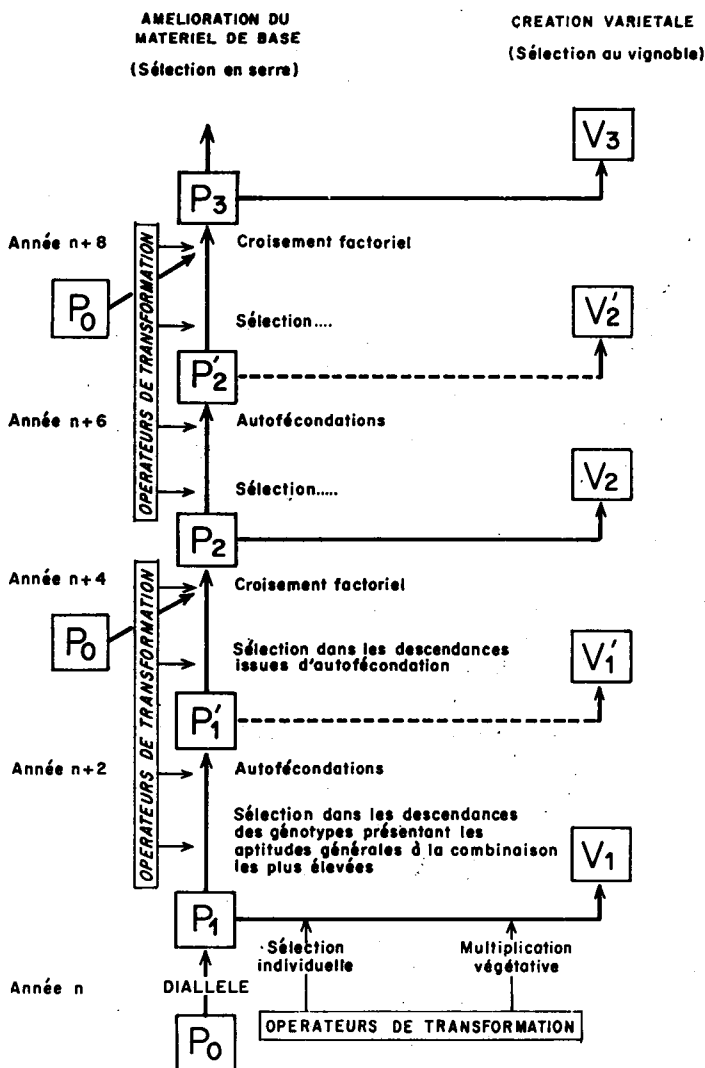 AMELIORATION DU
MATERIEL DE BASE
(Sélection en serre)
CREATION VARIETALE
(Sélection au vignoble)
V3
P3
Année n+8
Croisement factoriel
P0
OPERATEURS DE TRANSFORMATION
Sélection....
V'2
P'2
Année n+6
Autofécondations
Sélection.....
V2
P2
Année n+4
Croisement factoriel
P0
OPERATEURS DE TRANSFORMATION
Sélection dans les descendances
issues d'autofécondation
V'1
P'1
Année n+2
Autofécondations
Sélection dans les descendances
des génotypes présentant les
aptitudes générales à la combinaison
les plus élevées
V1
P1
Sélection
individuelle
Multiplication
végétative
Année n
DIALLELE
OPERATEURS DE TRANSFORMATION
P0